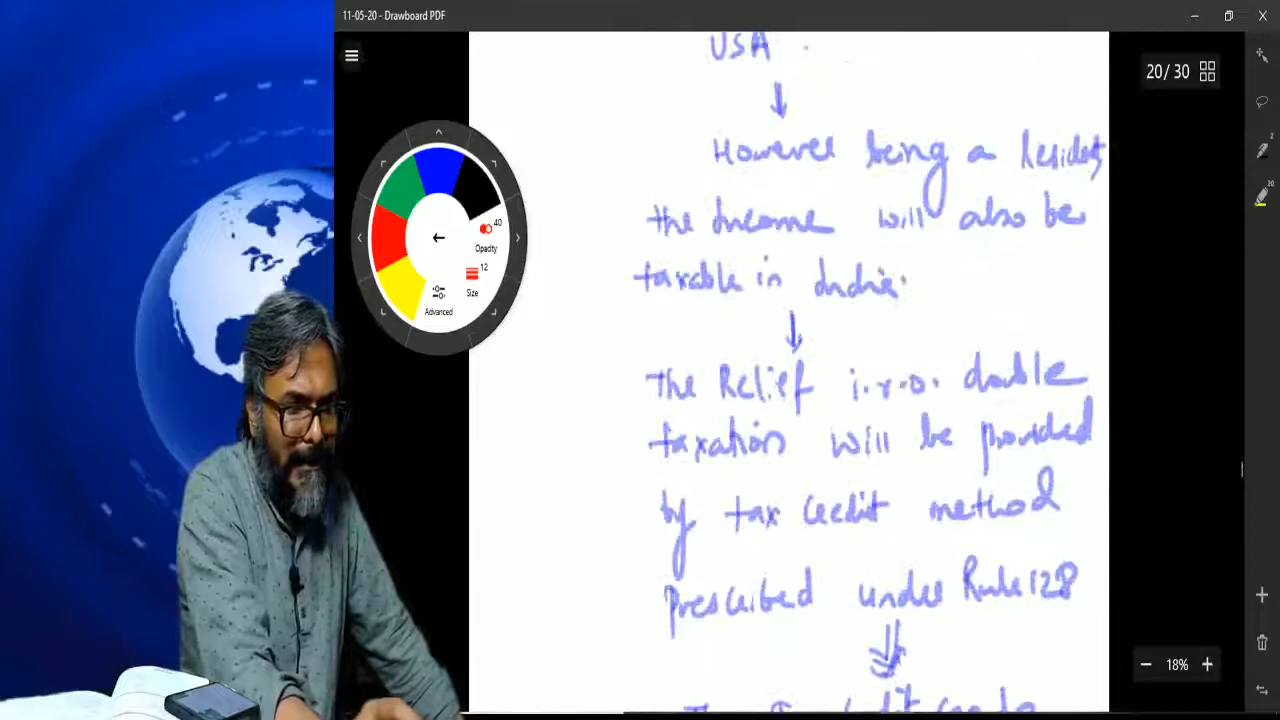 11-05-20 - Drawboard PDF
20/ 30
USA
However being a Resident,
the Income will also be
taxable in India.
The Relief i.r.o. double
taxation will be provided
by tax Credit method
prescribed under Rule 128
40
Opacity
12
Size
Advanced
2
20
18%